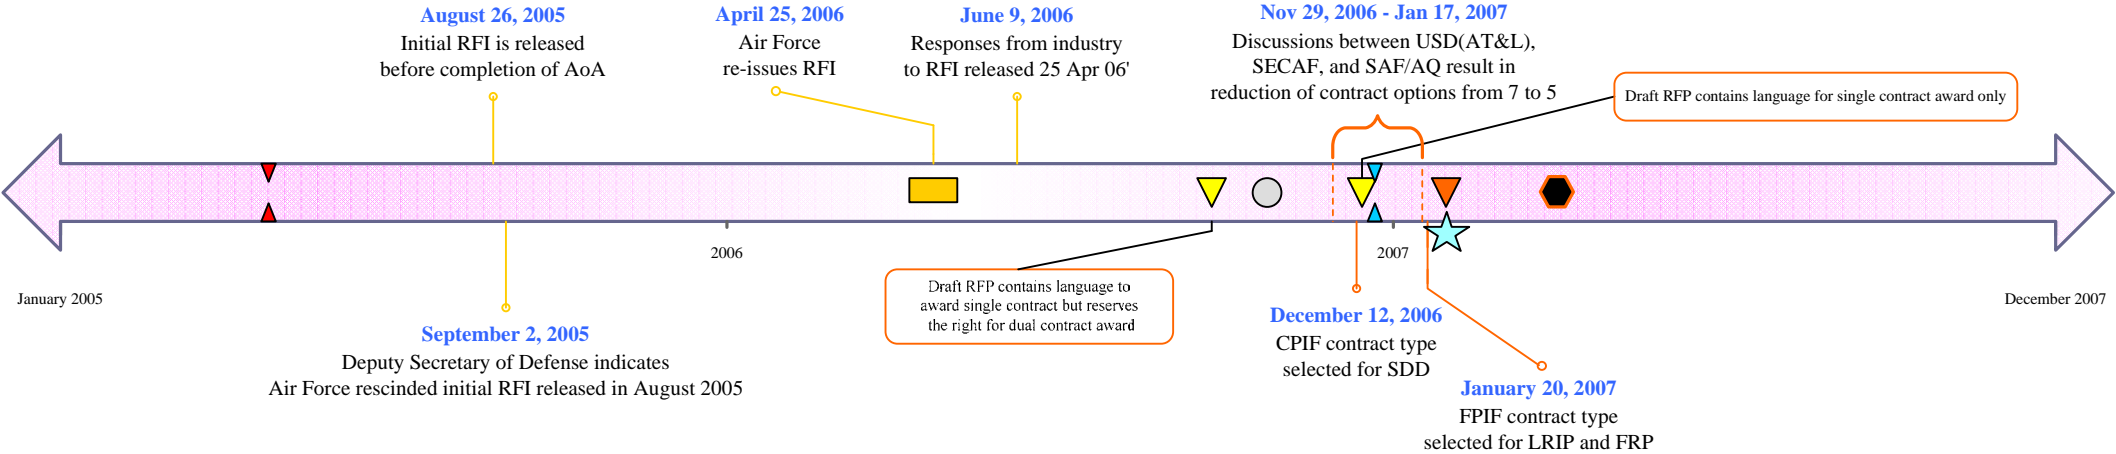 August 26, 2005
Initial RFI is released
before completion of AoA
April 25, 2006
Air Force
re-issues RFI
June 9, 2006
Responses from industry
to RFI released 25 Apr 06'
Nov 29, 2006 - Jan 17, 2007
Discussions between USD(AT&L),
SECAF, and SAF/AQ result in
reduction of contract options from 7 to 5
Draft RFP contains language for single contract award only
2006
2007
January 2005
December 2007
Draft RFP contains language to
award single contract but reserves
the right for dual contract award
September 2, 2005
Deputy Secretary of Defense indicates
Air Force rescinded initial RFI released in August 2005
December 12, 2006
CPIF contract type
selected for SDD
January 20, 2007
FPIF contract type
selected for LRIP and FRP